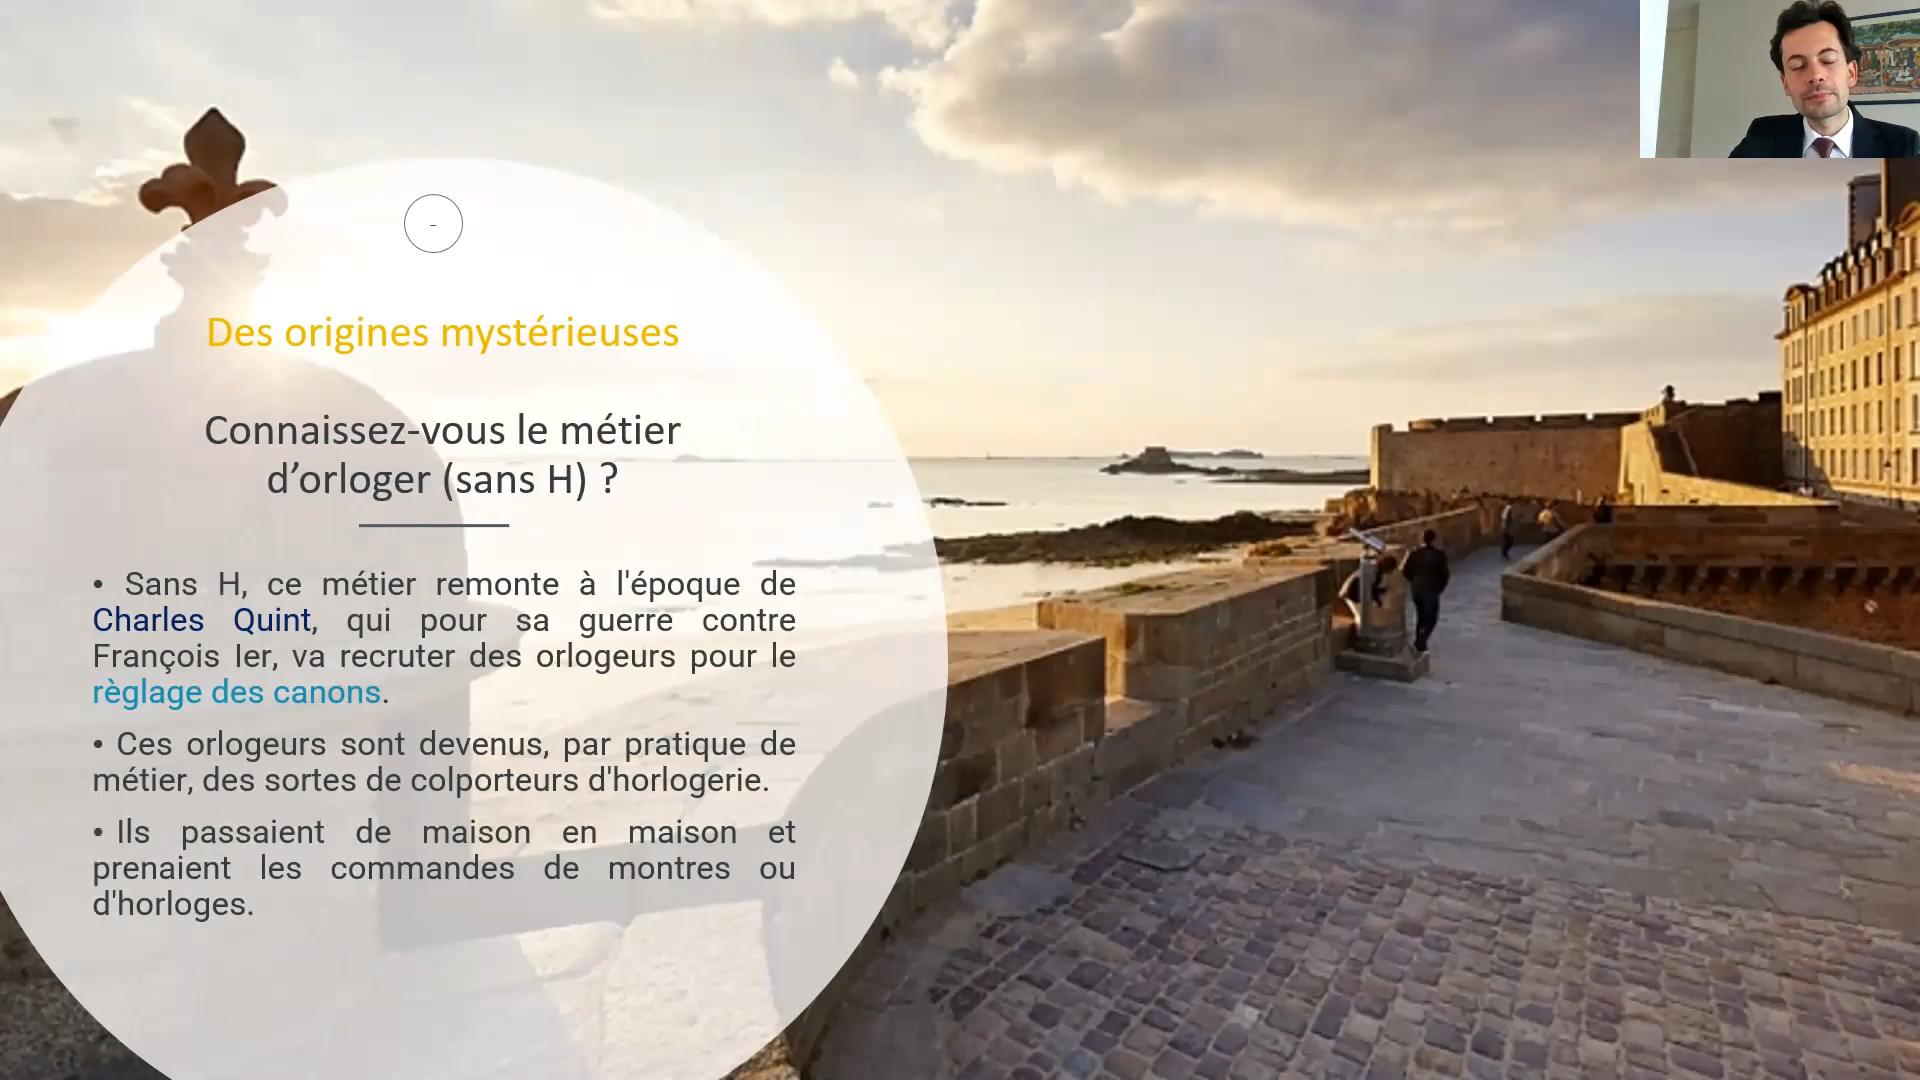 -
Des origines mystérieuses
Connaissez-vous le métier
d’orloger (sans H) ?
• Sans H, ce métier remonte à l'époque de
Charles Quint, qui pour sa guerre contre
François Ier, va recruter des orlogeurs pour le
règlage des canons.
• Ces orlogeurs sont devenus, par pratique de
métier, des sortes de colporteurs d'horlogerie.
• Ils passaient de maison en maison et
prenaient les commandes de montres ou
d'horloges.